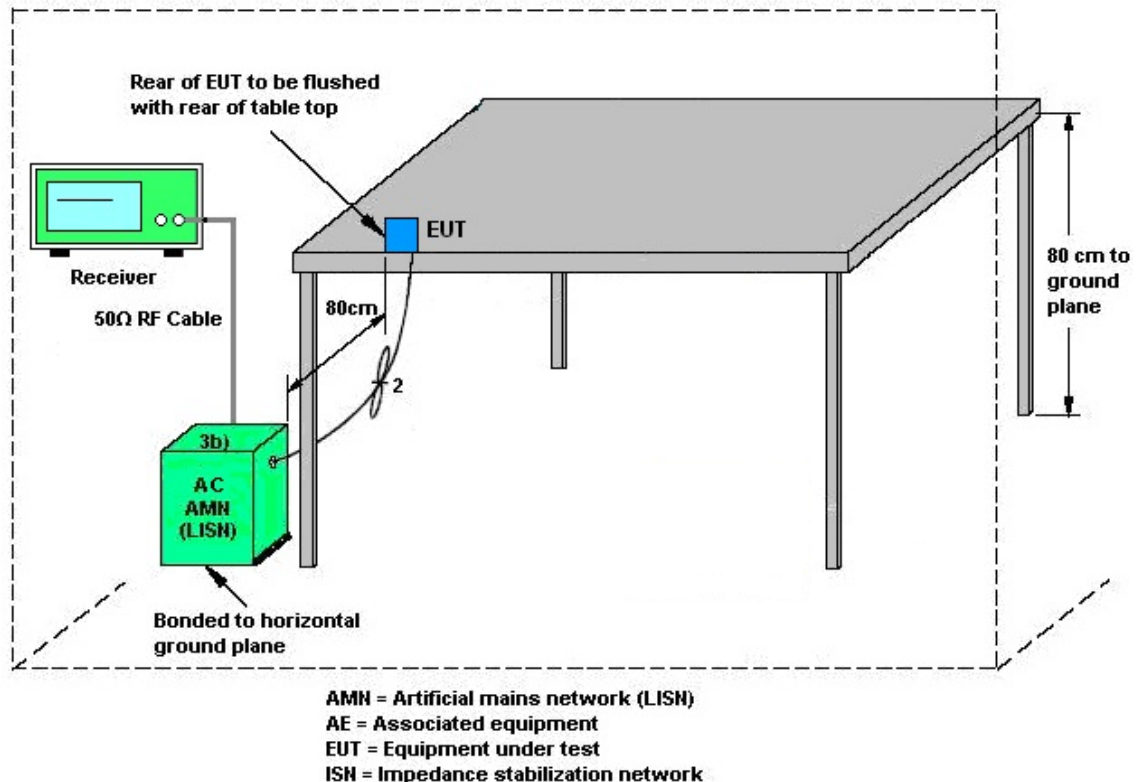 Rear of EUT to be flushed
with rear of table top
EUT
Receiver
50Ω RF Cable
80cm
2
80 cm to
ground
plane
3b)
AC
AMN
(LISN)
Bonded to horizontal
ground plane
AMN = Artificial mains network (LISN)
AE = Associated equipment
EUT = Equipment under test
ISN = Impedance stabilization network